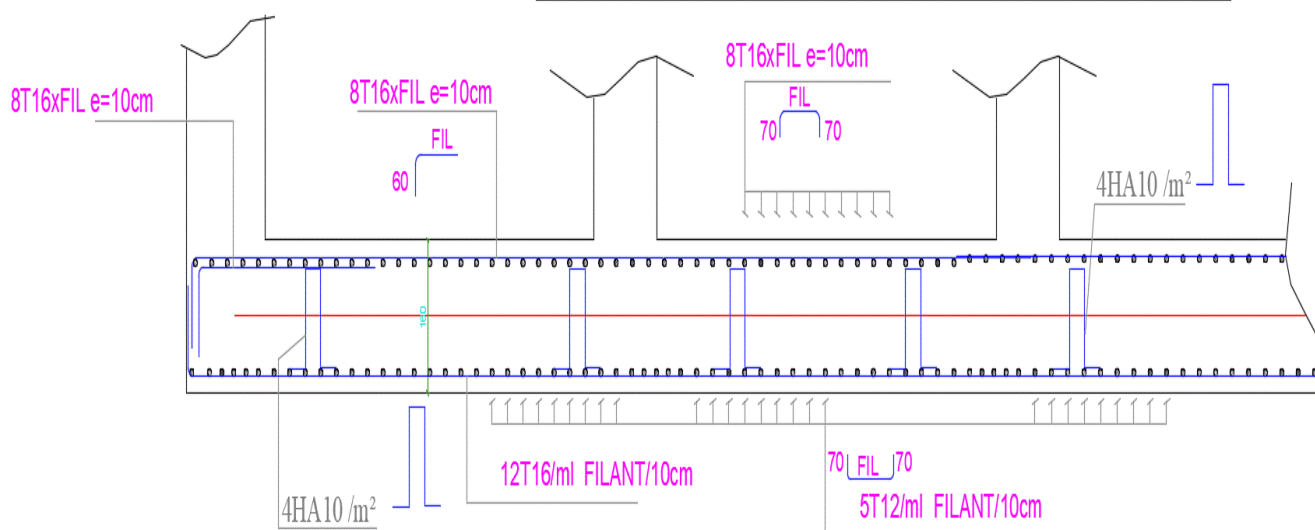 8T16xFIL e=10cm
8T16xFIL e=10cm
FIL
60
8T16xFIL e=10cm
FIL
70
70
4HA10 /m²
160
4HA10 /m²
12T16/ml FILANT/10cm
70
FIL
70
5T12/ml FILANT/10cm